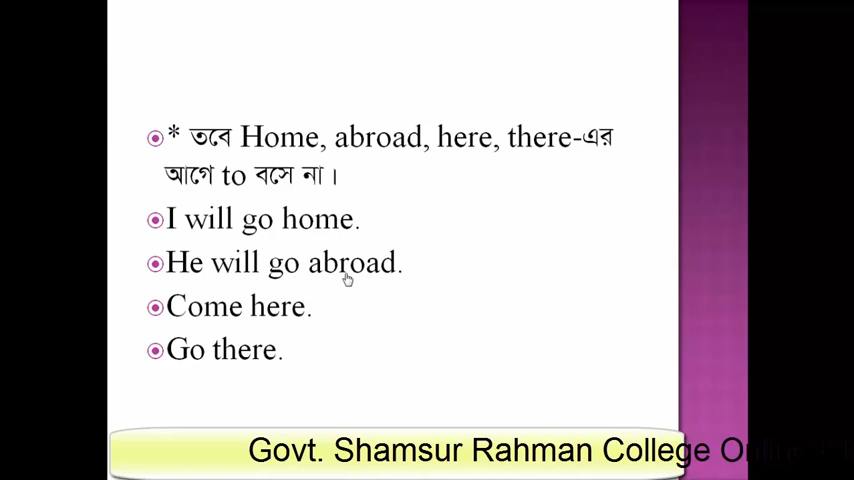 * তবে Home, abroad, here, there-এর
আগে to বসে না।
I will go home.
He will go abroad.
Come here.
Go there.
Govt. Shamsur Rahman College Online